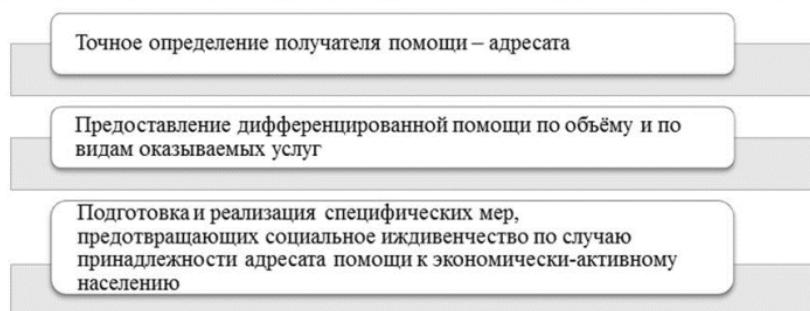 Точное определение получателя помощи – адресата
Предоставление дифференцированной помощи по объёму и по
видам оказываемых услуг
Подготовка и реализация специфических мер,
предотвращающих социальное иждивенчество по случаю
принадлежности адресата помощи к экономически-активному
населению